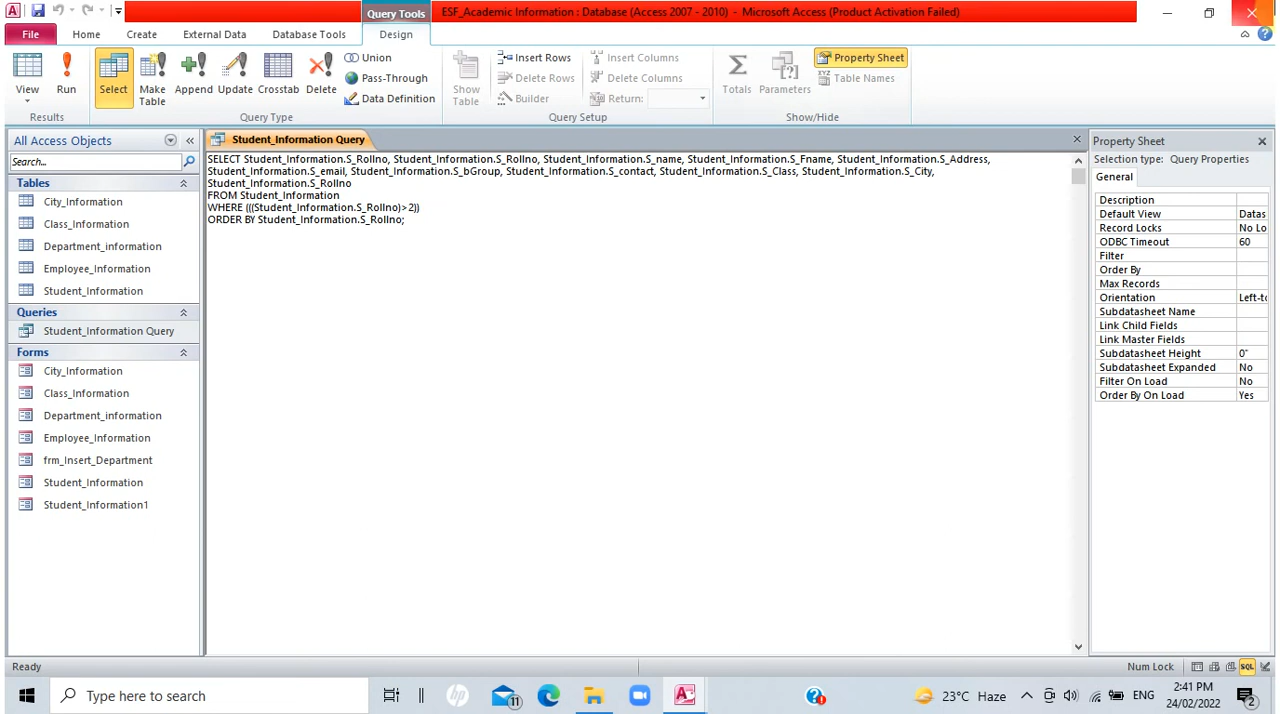 Query Tools
ESF_Academic Information : Database (Access 2007 - 2010) - Microsoft Access (Product Activation Failed)
File Home Create External Data Database Tools Design
View
Run
Select
Make Table
Append
Update
Crosstab
Delete
Union
Pass-Through
Data Definition
Show Table
Insert Rows
Delete Rows
Builder
Insert Columns
Delete Columns
Return:
Totals
Parameters
Property Sheet
Table Names
Results Query Type Query Setup Show/Hide
All Access Objects
Search...
Tables
City_Information
Class_Information
Department_information
Employee_Information
Student_Information
Queries
Student_Information Query
Forms
City_Information
Class_Information
Department_information
Employee_Information
frm_Insert_Department
Student_Information
Student_Information1
Student_Information Query
SELECT Student_Information.S_Rollno, Student_Information.S_Rollno, Student_Information.S_name, Student_Information.S_Fname, Student_Information.S_Address,
Student_Information.S_email, Student_Information.S_bGroup, Student_Information.S_contact, Student_Information.S_Class, Student_Information.S_City,
Student_Information.S_Rollno
FROM Student_Information
WHERE (((Student_Information.S_Rollno)>2))
ORDER BY Student_Information.S_Rollno;
Property Sheet
Selection type: Query Properties
General
Description
Default View Datas
Record Locks No Lo
ODBC Timeout 60
Filter
Order By
Max Records
Orientation Left-to
Subdatasheet Name
Link Child Fields
Link Master Fields
Subdatasheet Height 0"
Subdatasheet Expanded No
Filter On Load No
Order By On Load Yes
Ready
Num Lock
SQL
Type here to search
11
23°C Haze
ENG
2:41 PM
24/02/2022
2